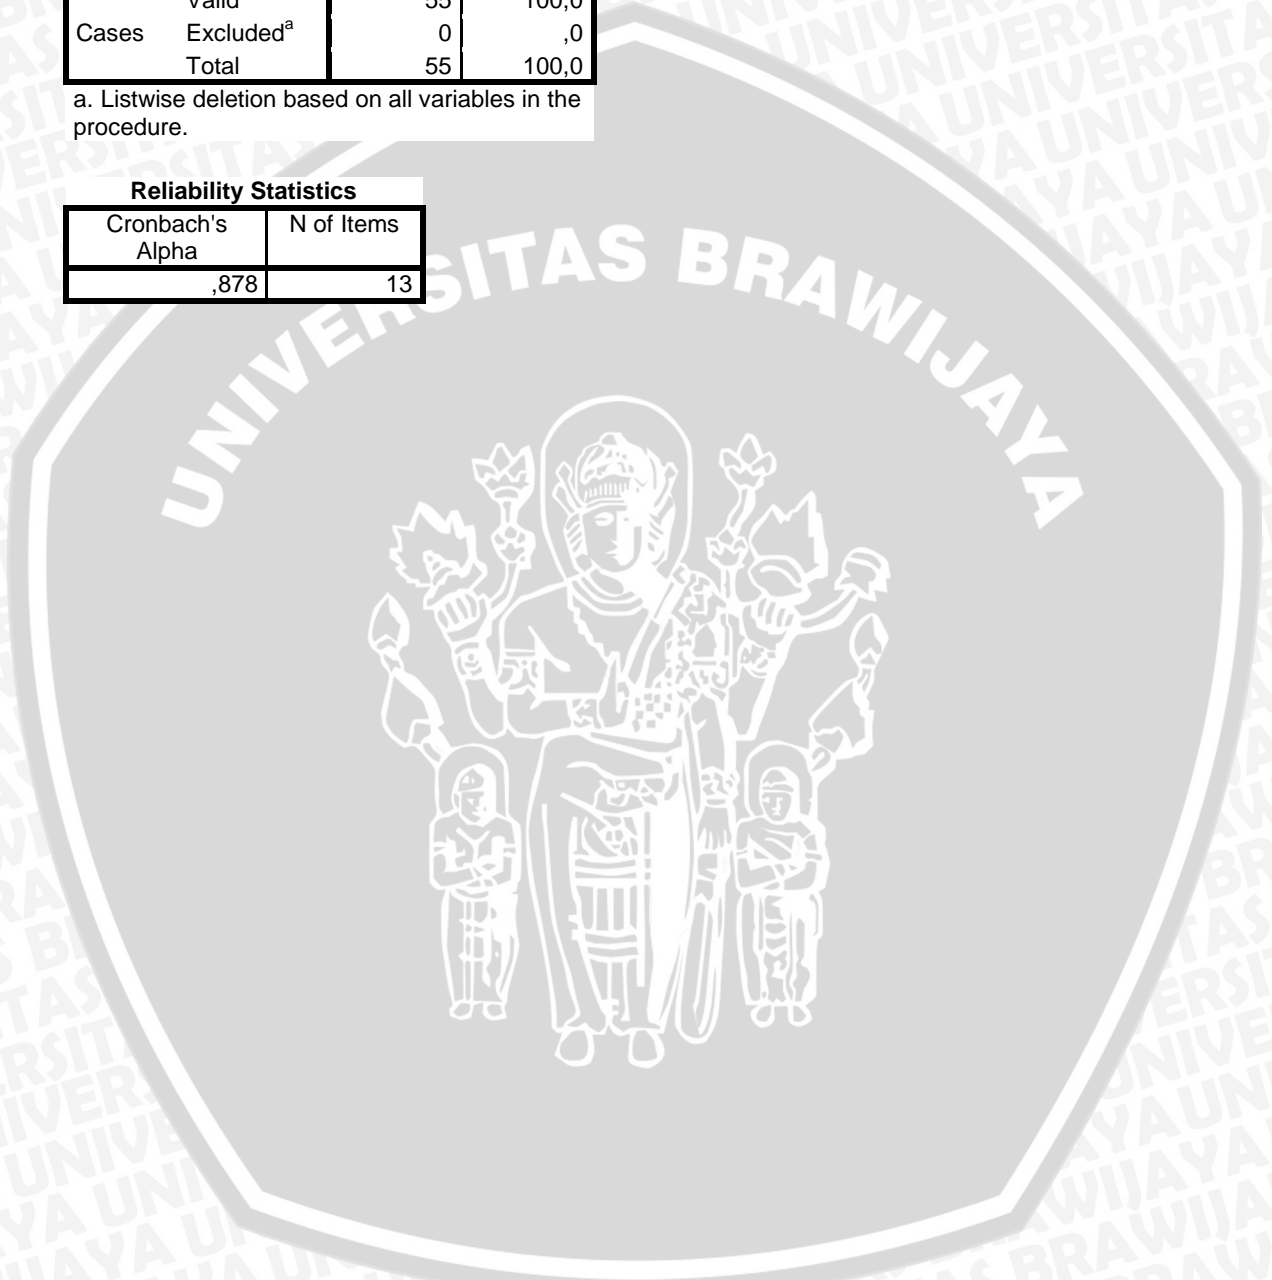 Valid 55 100,0
Cases Excludedª 0 ,0
Total 55 100,0
a. Listwise deletion based on all variables in the
procedure.
Reliability Statistics
Cronbach's N of Items
Alpha
,878 13
UNIVERSITAS BRAWIJAYA